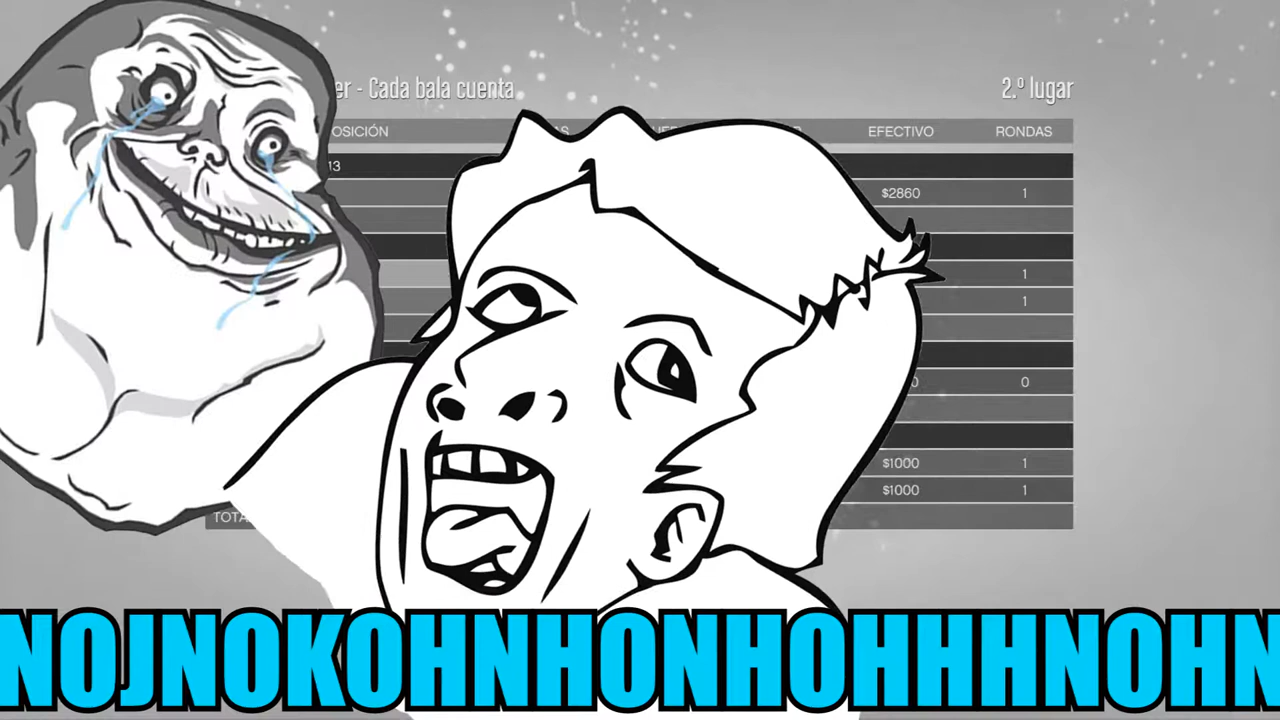 er - Cada bala cuenta 2.º lugar
OSICIÓN EFECTIVO RONDAS
13
$2860 1
1
1
0 0
$1000 1
$1000 1
TOTA
NOJNOKOHNHONHOHHHNOHN